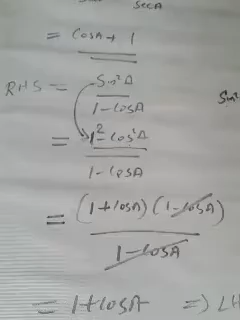 SecA
= CosA + 1
RHS = Sin²A / 1 - CosA
Sin²
= 1² - Cos²A / 1 - CosA
= (1 + CosA) (1 - CosA) / 1 - CosA
= 1 + CosA => LH